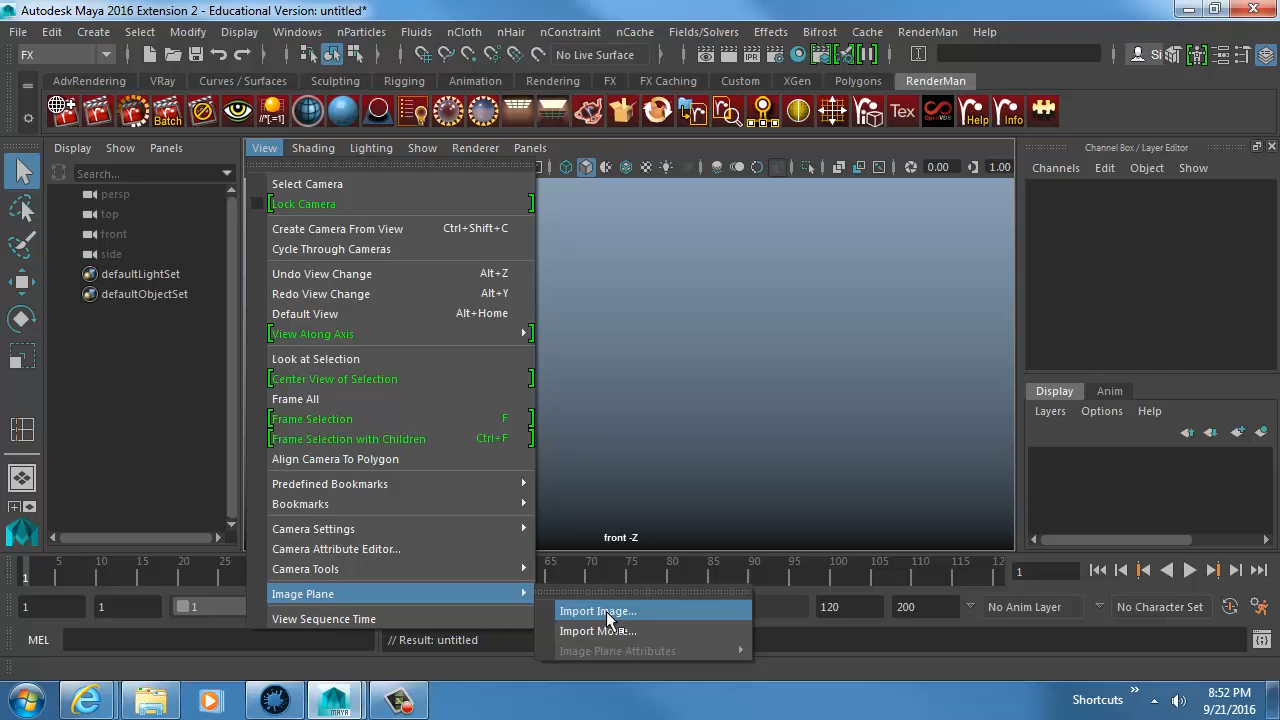 Autodesk Maya 2016 Extension 2 - Educational Version: untitled*
File Edit Create Select Modify Display Windows nParticles Fluids nCloth nHair nConstraint nCache Fields/Solvers Effects Bifrost Cache RenderMan Help
FX No Live Surface Si
AdvRendering VRay Curves / Surfaces Sculpting Rigging Animation Rendering FX FX Caching Custom XGen Polygons RenderMan
Batch //*[=] Tex OpenVDB Help Info
Display Show Panels View Shading Lighting Show Renderer Panels Channel Box / Layer Editor
Search... 0.00 1.00 Channels Edit Object Show
persp
top
front
side
defaultLightSet
defaultObjectSet
Select Camera
Lock Camera
Create Camera From View Ctrl+Shift+C
Cycle Through Cameras
Undo View Change Alt+Z
Redo View Change Alt+Y
Default View Alt+Home
View Along Axis
Look at Selection
Center View of Selection
Frame All
Frame Selection F
Frame Selection with Children Ctrl+F
Align Camera To Polygon
Predefined Bookmarks
Bookmarks
Camera Settings
Camera Attribute Editor...
Camera Tools
Image Plane
View Sequence Time
Import Image...
Import
Image Plane Attributes
front -Z
Display Anim
Layers Options Help
5 10 15 20 25 65 70 75 80 85 90 95 100 105 110 115 12
1 1
1 1 1 120 200 No Anim Layer No Character Set
MEL // Result: untitled
MAYA
Shortcuts
8:52 PM
9/21/2016